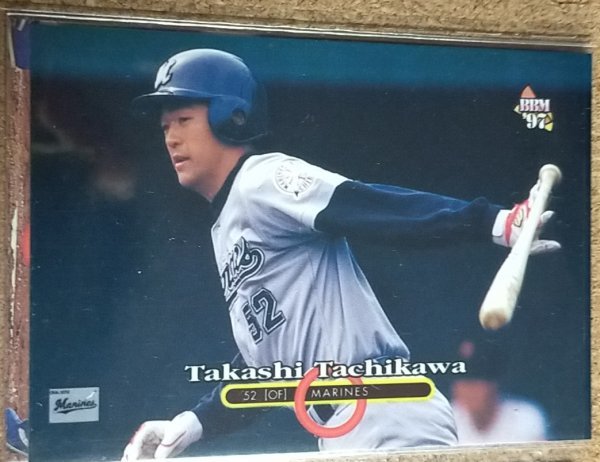 M
BBM
'97
52
Takashi Tachikawa
'52 [OF] MARINES
Marines